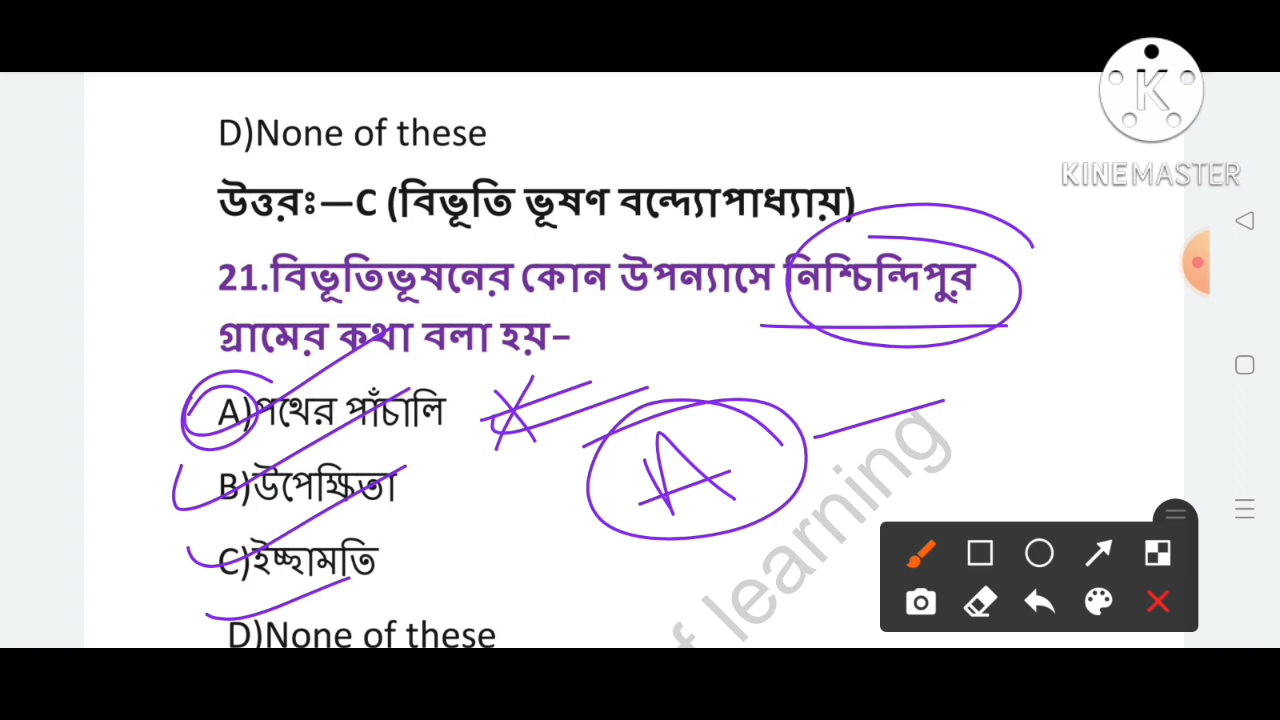 D)None of these
উত্তরঃ—C (বিভূতি ভূষণ বন্দ্যোপাধ্যায়)
21.বিভূতিভূষনের কোন উপন্যাসে নিশ্চিন্দিপুর
গ্রামের কথা বলা হয়–
A)পথের পাঁচালি
B)উপেক্ষিতা
C)ইচ্ছামতি
D)None of these
A
learning
K
KINEMASTER